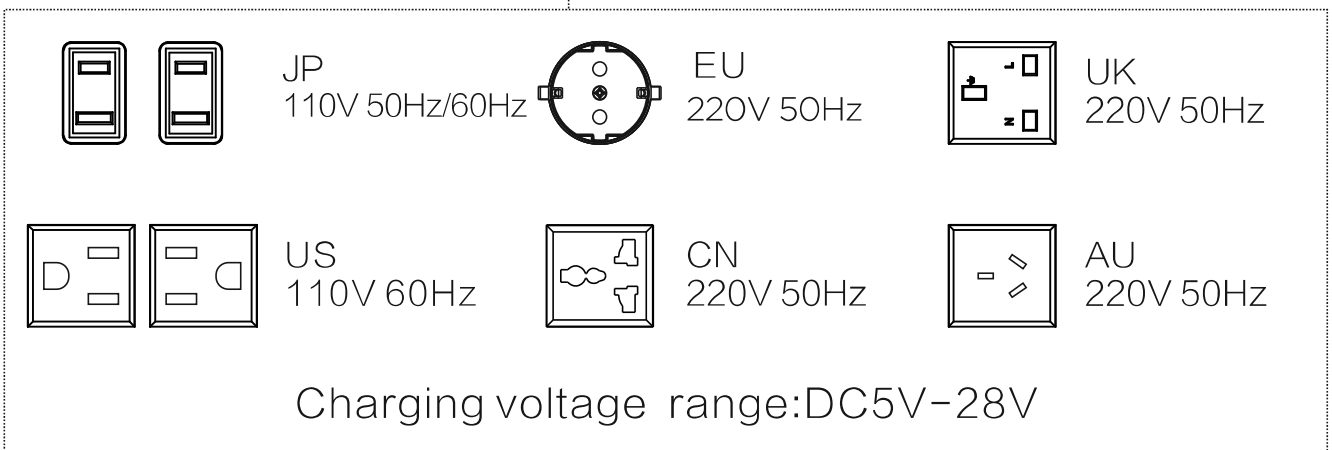 JP
110V 50Hz/60Hz
EU
220V 50Hz
L
N
UK
220V 50Hz
US
110V 60Hz
CN
220V 50Hz
AU
220V 50Hz
Charging voltage range:DC5V-28V